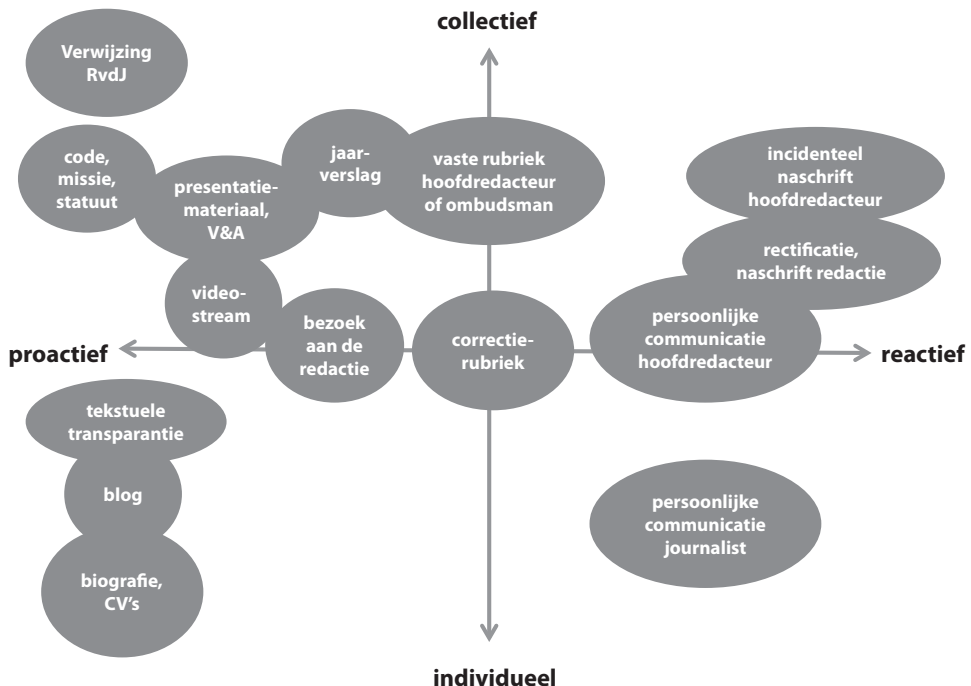 collectief
Verwijzing
RvdJ
code,
missie,
statuut
presentatie-
materiaal,
V&A
jaar-
verslag
vaste rubriek
hoofdredacteur
of ombudsman
incidenteel
naschrift
hoofdredacteur
rectificatie,
naschrift redactie
video-
stream
bezoek
aan de
redactie
correctie-
rubriek
persoonlijke
communicatie
hoofdredacteur
proactief
reactief
tekstuele
transparantie
blog
biografie,
CV's
persoonlijke
communicatie
journalist
individueel